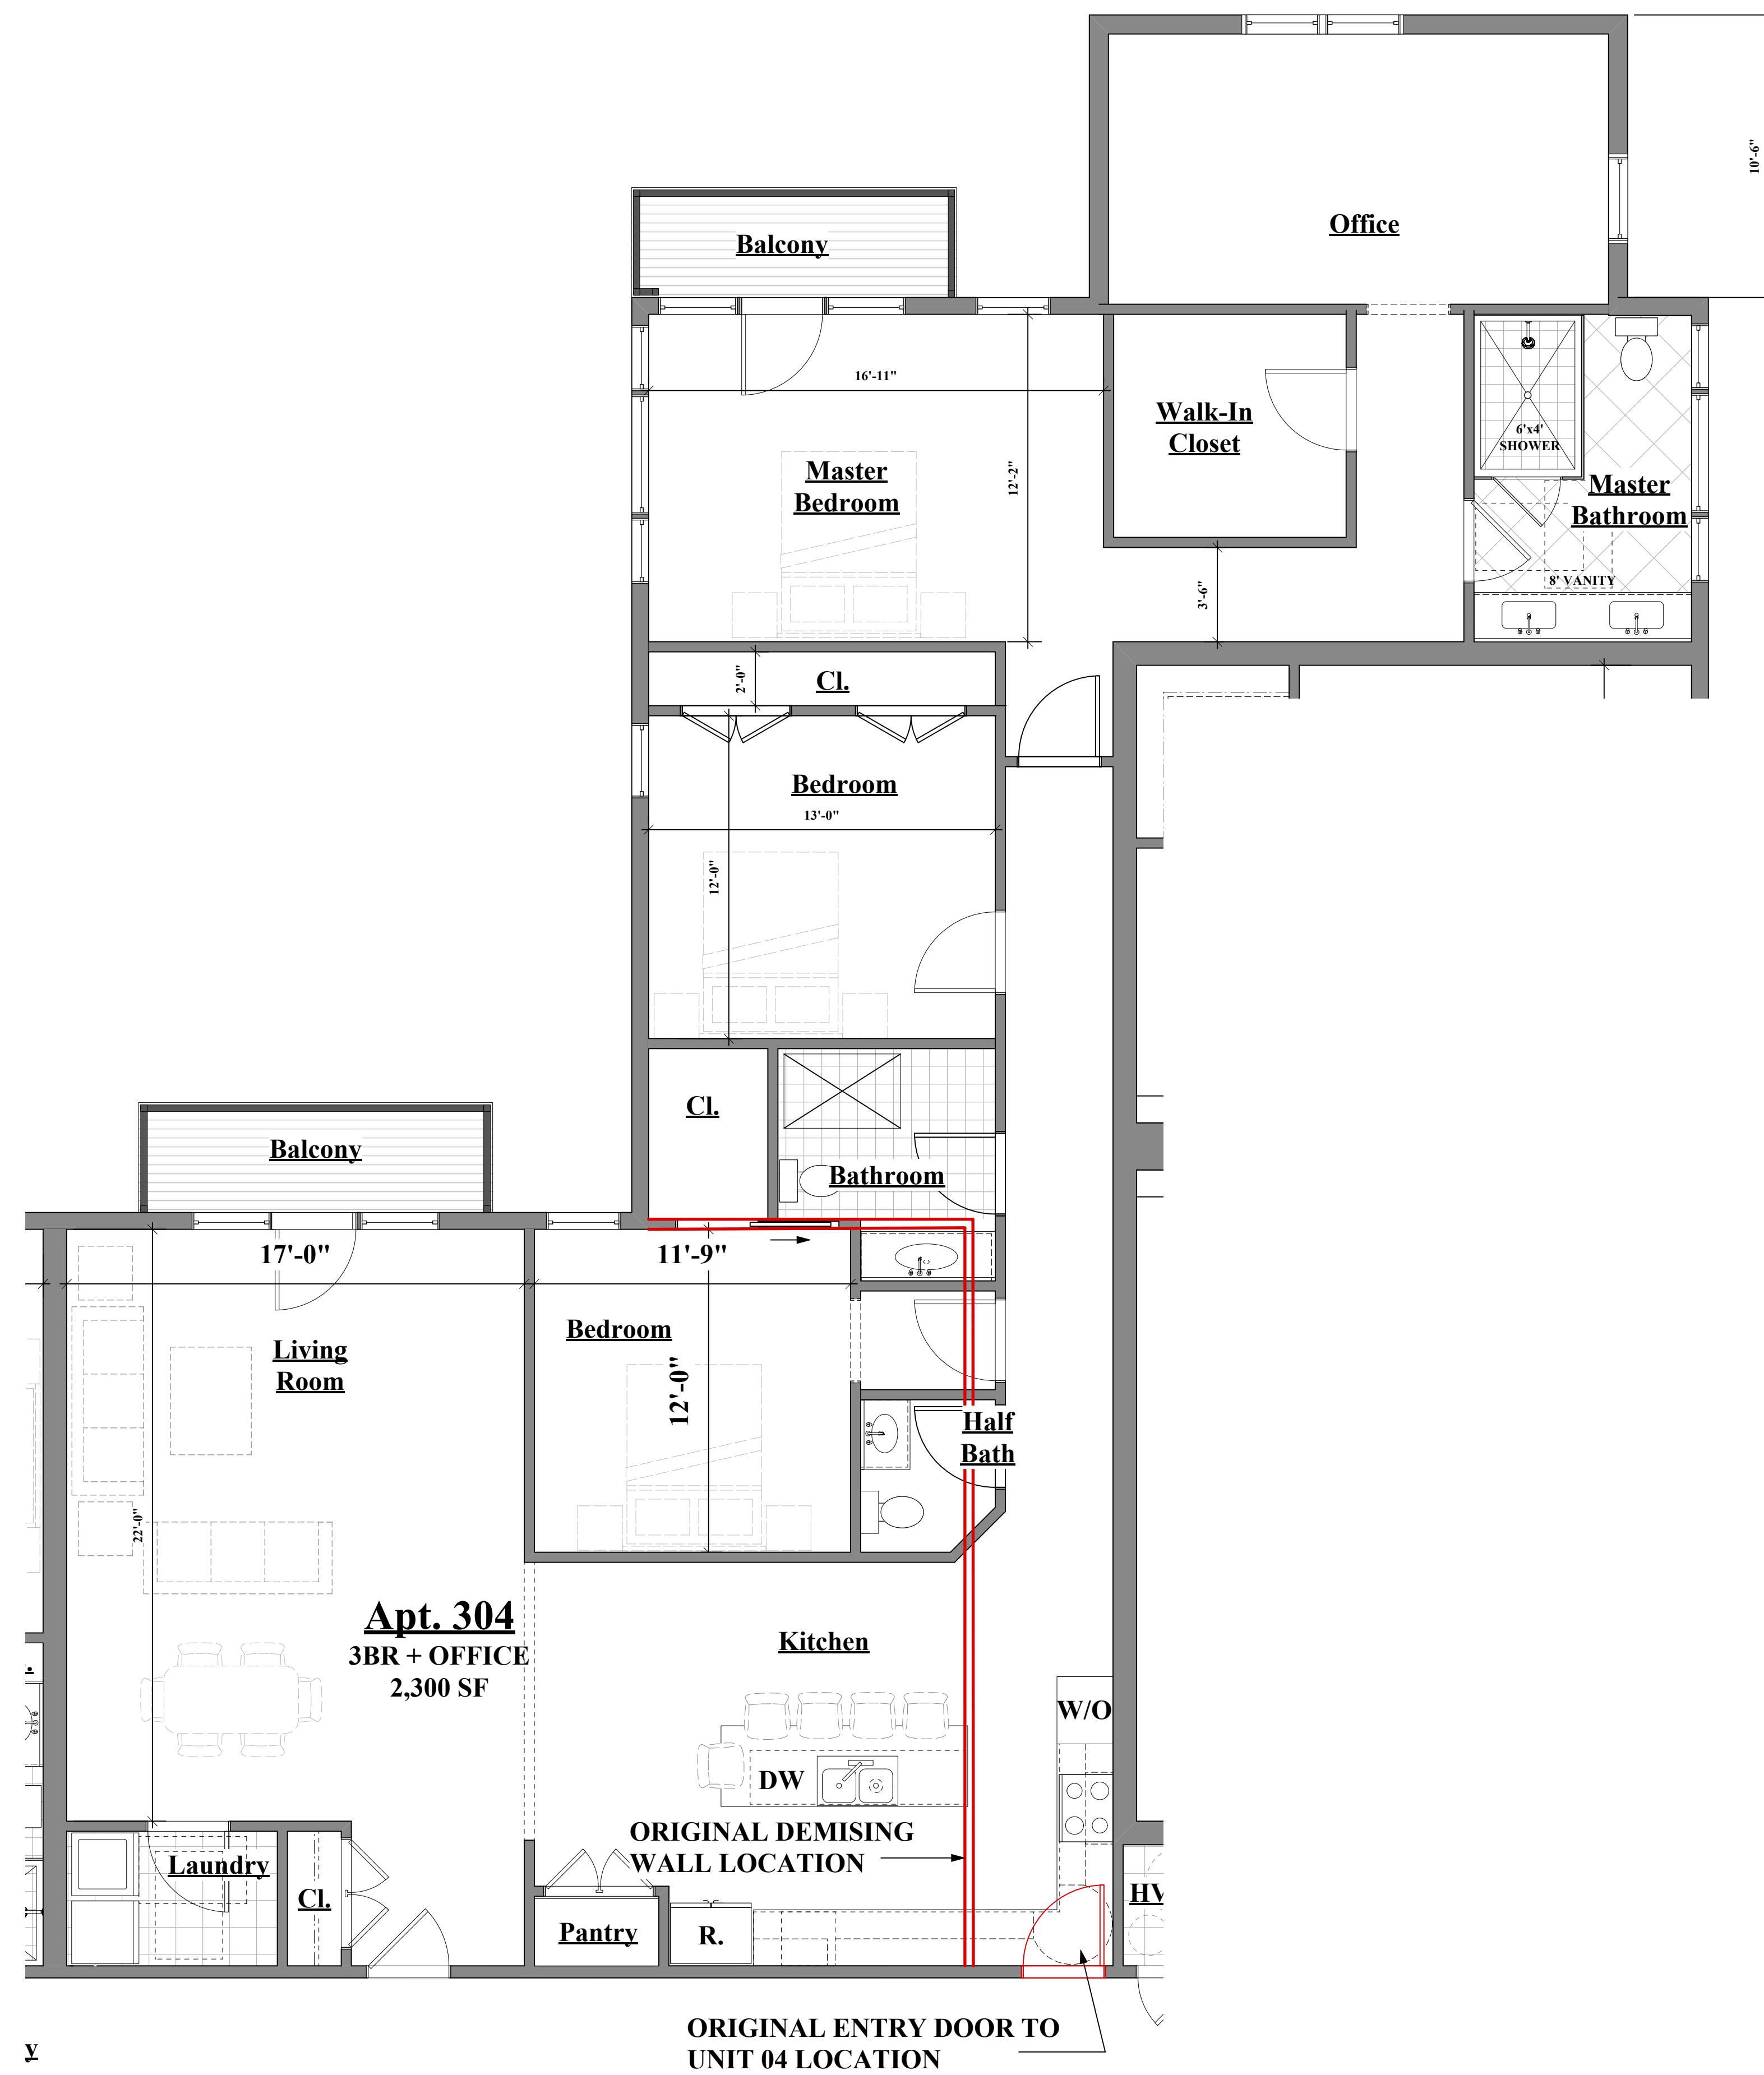 10'-6"
Office
Balcony
16'-11"
Walk-In
Closet
6'x4'
SHOWER
Master
Bedroom
12'-2"
Master
Bathroom
8' VANITY
3'-6"
2'-0"
Cl.
Bedroom
13'-0"
12'-0"
Cl.
Balcony
Bathroom
17'-0"
11'-9"
Bedroom
Living
Room
12'-0"
Half
Bath
22'-0"
Apt. 304
3BR + OFFICE
2,300 SF
Kitchen
W/O
DW
ORIGINAL DEMISING
WALL LOCATION
Laundry
Cl.
Pantry
R.
ORIGINAL ENTRY DOOR TO
UNIT 04 LOCATION
y